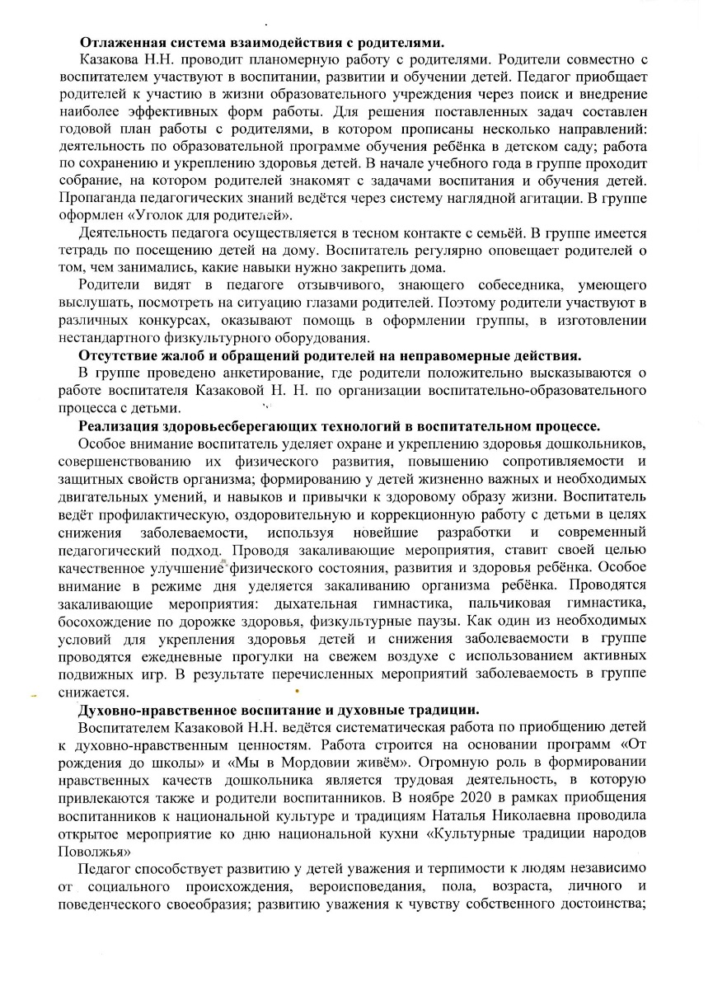 Отлаженная система взаимодействия с родителями.
Казакова Н.Н. проводит планомерную работу с родителями. Родители совместно с
воспитателем участвуют в воспитании, развитии и обучении детей. Педагог приобщает
родителей к участию в жизни образовательного учреждения через поиск и внедрение
наиболее эффективных форм работы. Для решения поставленных задач составлен
годовой план работы с родителями, в котором прописаны несколько направлений:
деятельность по образовательной программе обучения ребёнка в детском саду; работа
по сохранению и укреплению здоровья детей. В начале учебного года в группе проходит
собрание, на котором родителей знакомят с задачами воспитания и обучения детей.
Пропаганда педагогических знаний ведётся через систему наглядной агитации. В группе
оформлен «Уголок для родителей».
Деятельность педагога осуществляется в тесном контакте с семьёй. В группе имеется
тетрадь по посещению детей на дому. Воспитатель регулярно оповещает родителей о
том, чем занимались, какие навыки нужно закрепить дома.
Родители видят в педагоге отзывчивого, знающего собеседника, умеющего
выслушать, посмотреть на ситуацию глазами родителей. Поэтому родители участвуют в
различных конкурсах, оказывают помощь в оформлении группы, в изготовлении
нестандартного физкультурного оборудования.
Отсутствие жалоб и обращений родителей на неправомерные действия.
В группе проведено анкетирование, где родители положительно высказываются о
работе воспитателя Казаковой Н. Н. по организации воспитательно-образовательного
процесса с детьми.
Реализация здоровьесберегающих технологий в воспитательном процессе.
Особое внимание воспитатель уделяет охране и укреплению здоровья дошкольников,
совершенствованию их физического развития, повышению сопротивляемости и
защитных свойств организма; формированию у детей жизненно важных и необходимых
двигательных умений, и навыков и привычки к здоровому образу жизни. Воспитатель
ведёт профилактическую, оздоровительную и коррекционную работу с детьми в целях
снижения заболеваемости, используя новейшие разработки и современный
педагогический подход. Проводя закаливающие мероприятия, ставит своей целью
качественное улучшение физического состояния, развития и здоровья ребёнка. Особое
внимание в режиме дня уделяется закаливанию организма ребёнка. Проводятся
закаливающие мероприятия: дыхательная гимнастика, пальчиковая гимнастика,
босохождение по дорожке здоровья, физкультурные паузы. Как один из необходимых
условий для укрепления здоровья детей и снижения заболеваемости в группе
проводятся ежедневные прогулки на свежем воздухе с использованием активных
подвижных игр. В результате перечисленных мероприятий заболеваемость в группе
снижается.
Духовно-нравственное воспитание и духовные традиции.
Воспитателем Казаковой Н.Н. ведётся систематическая работа по приобщению детей
к духовно-нравственным ценностям. Работа строится на основании программ «От
рождения до школы» и «Мы в Мордовии живём». Огромную роль в формировании
нравственных качеств дошкольника является трудовая деятельность, в которую
привлекаются также и родители воспитанников. В ноябре 2020 в рамках приобщения
воспитанников к национальной культуре и традициям Наталья Николаевна проводила
открытое мероприятие ко дню национальной кухни «Культурные традиции народов
Поволжья»
Педагог способствует развитию у детей уважения и терпимости к людям независимо
от социального происхождения, вероисповедания, пола, возраста, личного и
поведенческого своеобразия; развитию уважения к чувству собственного достоинства;